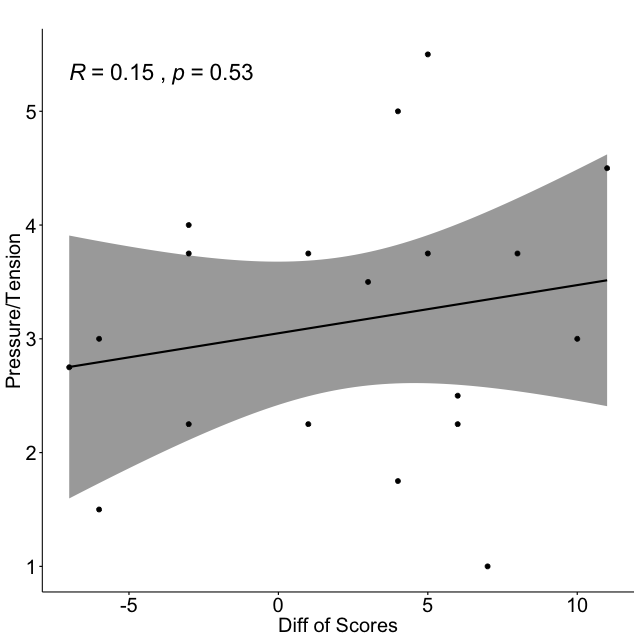 R = 0.15 , p = 0.53
Pressure/Tension
5
4
3
2
1
-5 0 5 10
Diff of Scores